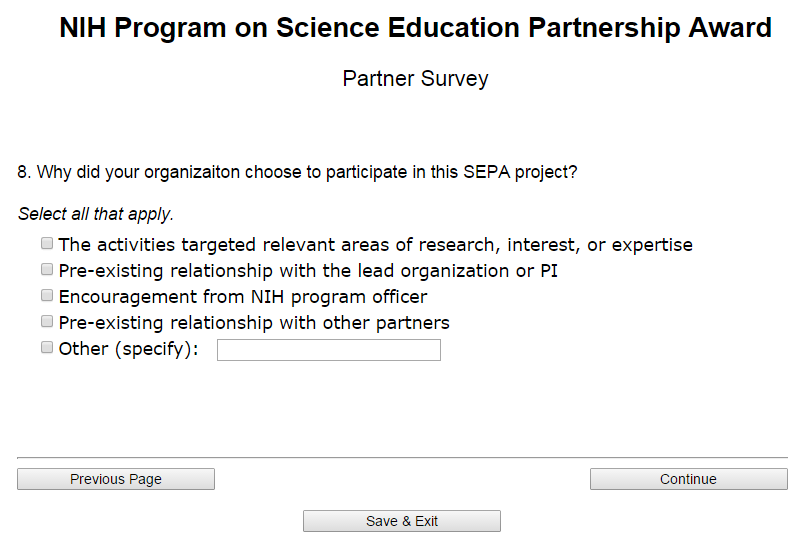 NIH Program on Science Education Partnership Award
Partner Survey
8. Why did your organizaiton choose to participate in this SEPA project?
Select all that apply.
The activities targeted relevant areas of research, interest, or expertise
Pre-existing relationship with the lead organization or PI
Encouragement from NIH program officer
Pre-existing relationship with other partners
Other (specify):
Previous Page
Continue
Save & Exit